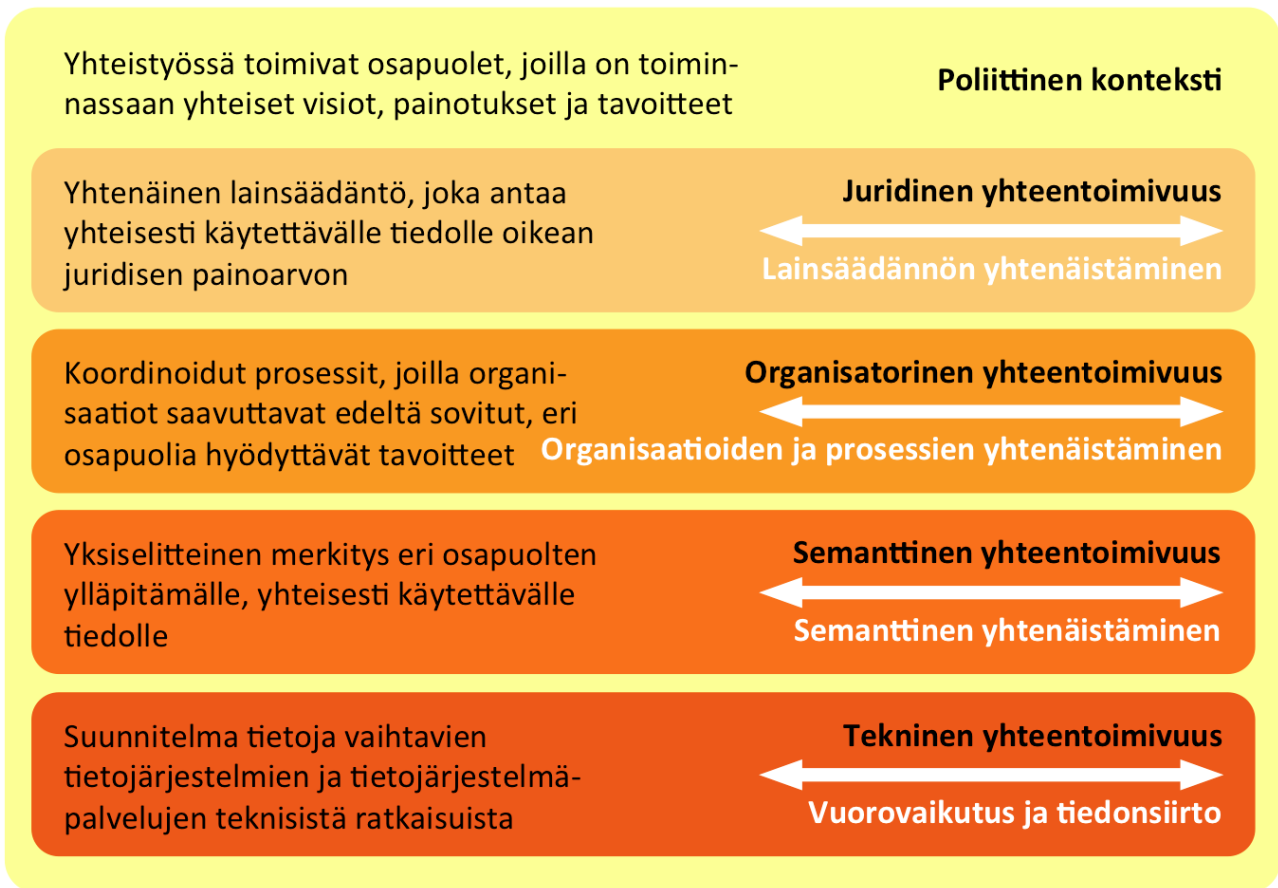 Yhteistyössä toimivat osapuolet, joilla on toimin-
nassaan yhteiset visiot, painotukset ja tavoitteet
Poliittinen konteksti
Yhtenäinen lainsäädäntö, joka antaa
yhteisesti käytettävälle tiedolle oikean
juridisen painoarvon
Juridinen yhteentoimivuus
Lainsäädännön yhtenäistäminen
Koordinoidut prosessit, joilla organi-
saatiot saavuttavat edeltä sovitut, eri
osapuolia hyödyttävät tavoitteet
Organisatorinen yhteentoimivuus
Organisaatioiden ja prosessien yhtenäistäminen
Yksiselitteinen merkitys eri osapuolten
ylläpitämälle, yhteisesti käytettävälle
tiedolle
Semanttinen yhteentoimivuus
Semanttinen yhtenäistäminen
Suunnitelma tietoja vaihtavien
tietojärjestelmien ja tietojärjestelmä-
palvelujen teknisistä ratkaisuista
Tekninen yhteentoimivuus
Vuorovaikutus ja tiedonsiirto